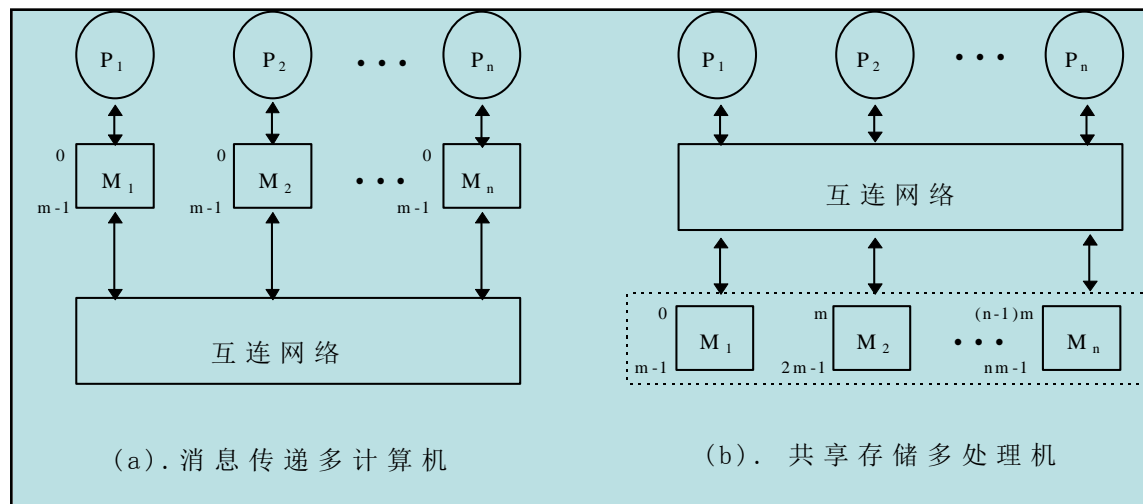 P1 P2 • • • Pn
0 0 0
M1 M2 • • • Mn
m-1 m-1 m-1
互连网络
(a). 消息传递多计算机
P1 P2 • • • Pn
互连网络
0 m (n-1)m
M1 M2 • • • Mn
m-1 2m-1 nm-1
(b). 共享存储多处理机